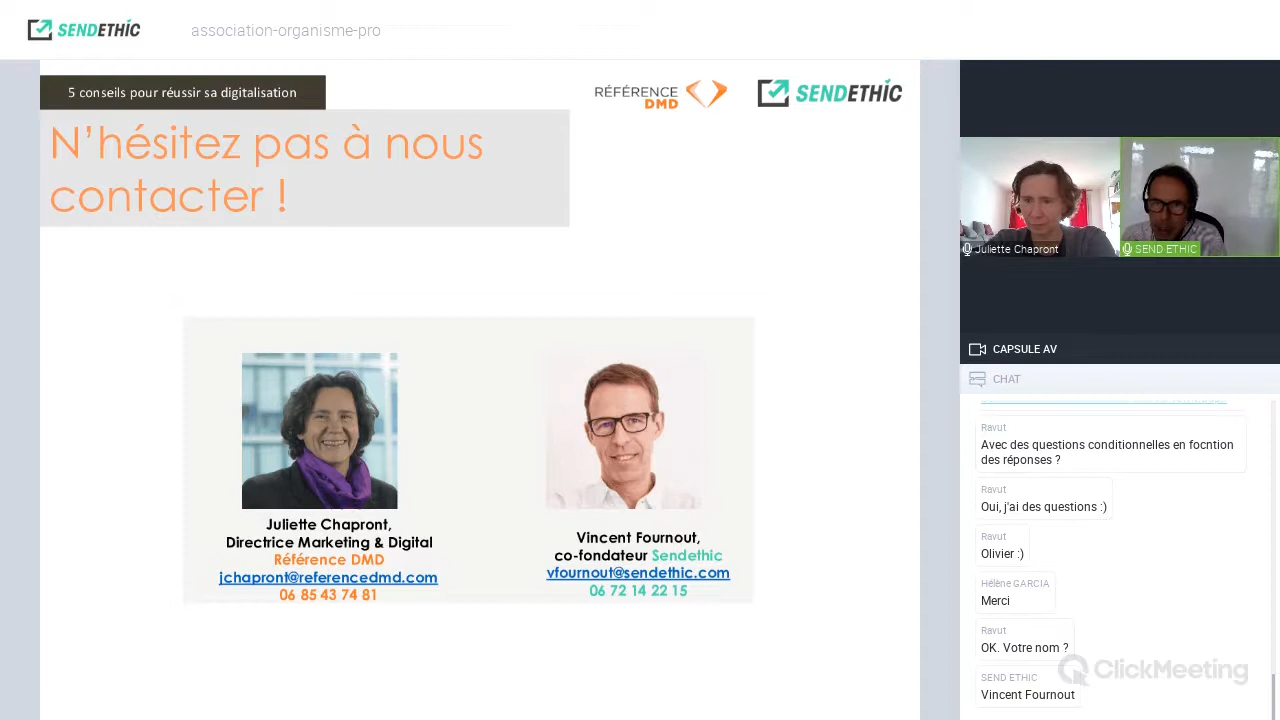 SENDETHIC
association-organisme-pro
5 conseils pour réussir sa digitalisation
RÉFÉRENCE
DMD
SENDETHIC
N’hésitez pas à nous
contacter !
Juliette Chapront,
Directrice Marketing & Digital
Référence DMD
jchapront@referencedmd.com
06 85 43 74 81
Vincent Fournout,
co-fondateur Sendethic
vfournout@sendethic.com
06 72 14 22 15
Juliette Chapront
SEND ETHIC
CAPSULE AV
CHAT
Ravut
Avec des questions conditionnelles en focntion
des réponses ?
Ravut
Oui, j'ai des questions :)
Ravut
Olivier :)
Hélène GARCIA
Merci
Ravut
OK. Votre nom ?
SEND ETHIC
Vincent Fournout
ClickMeeting